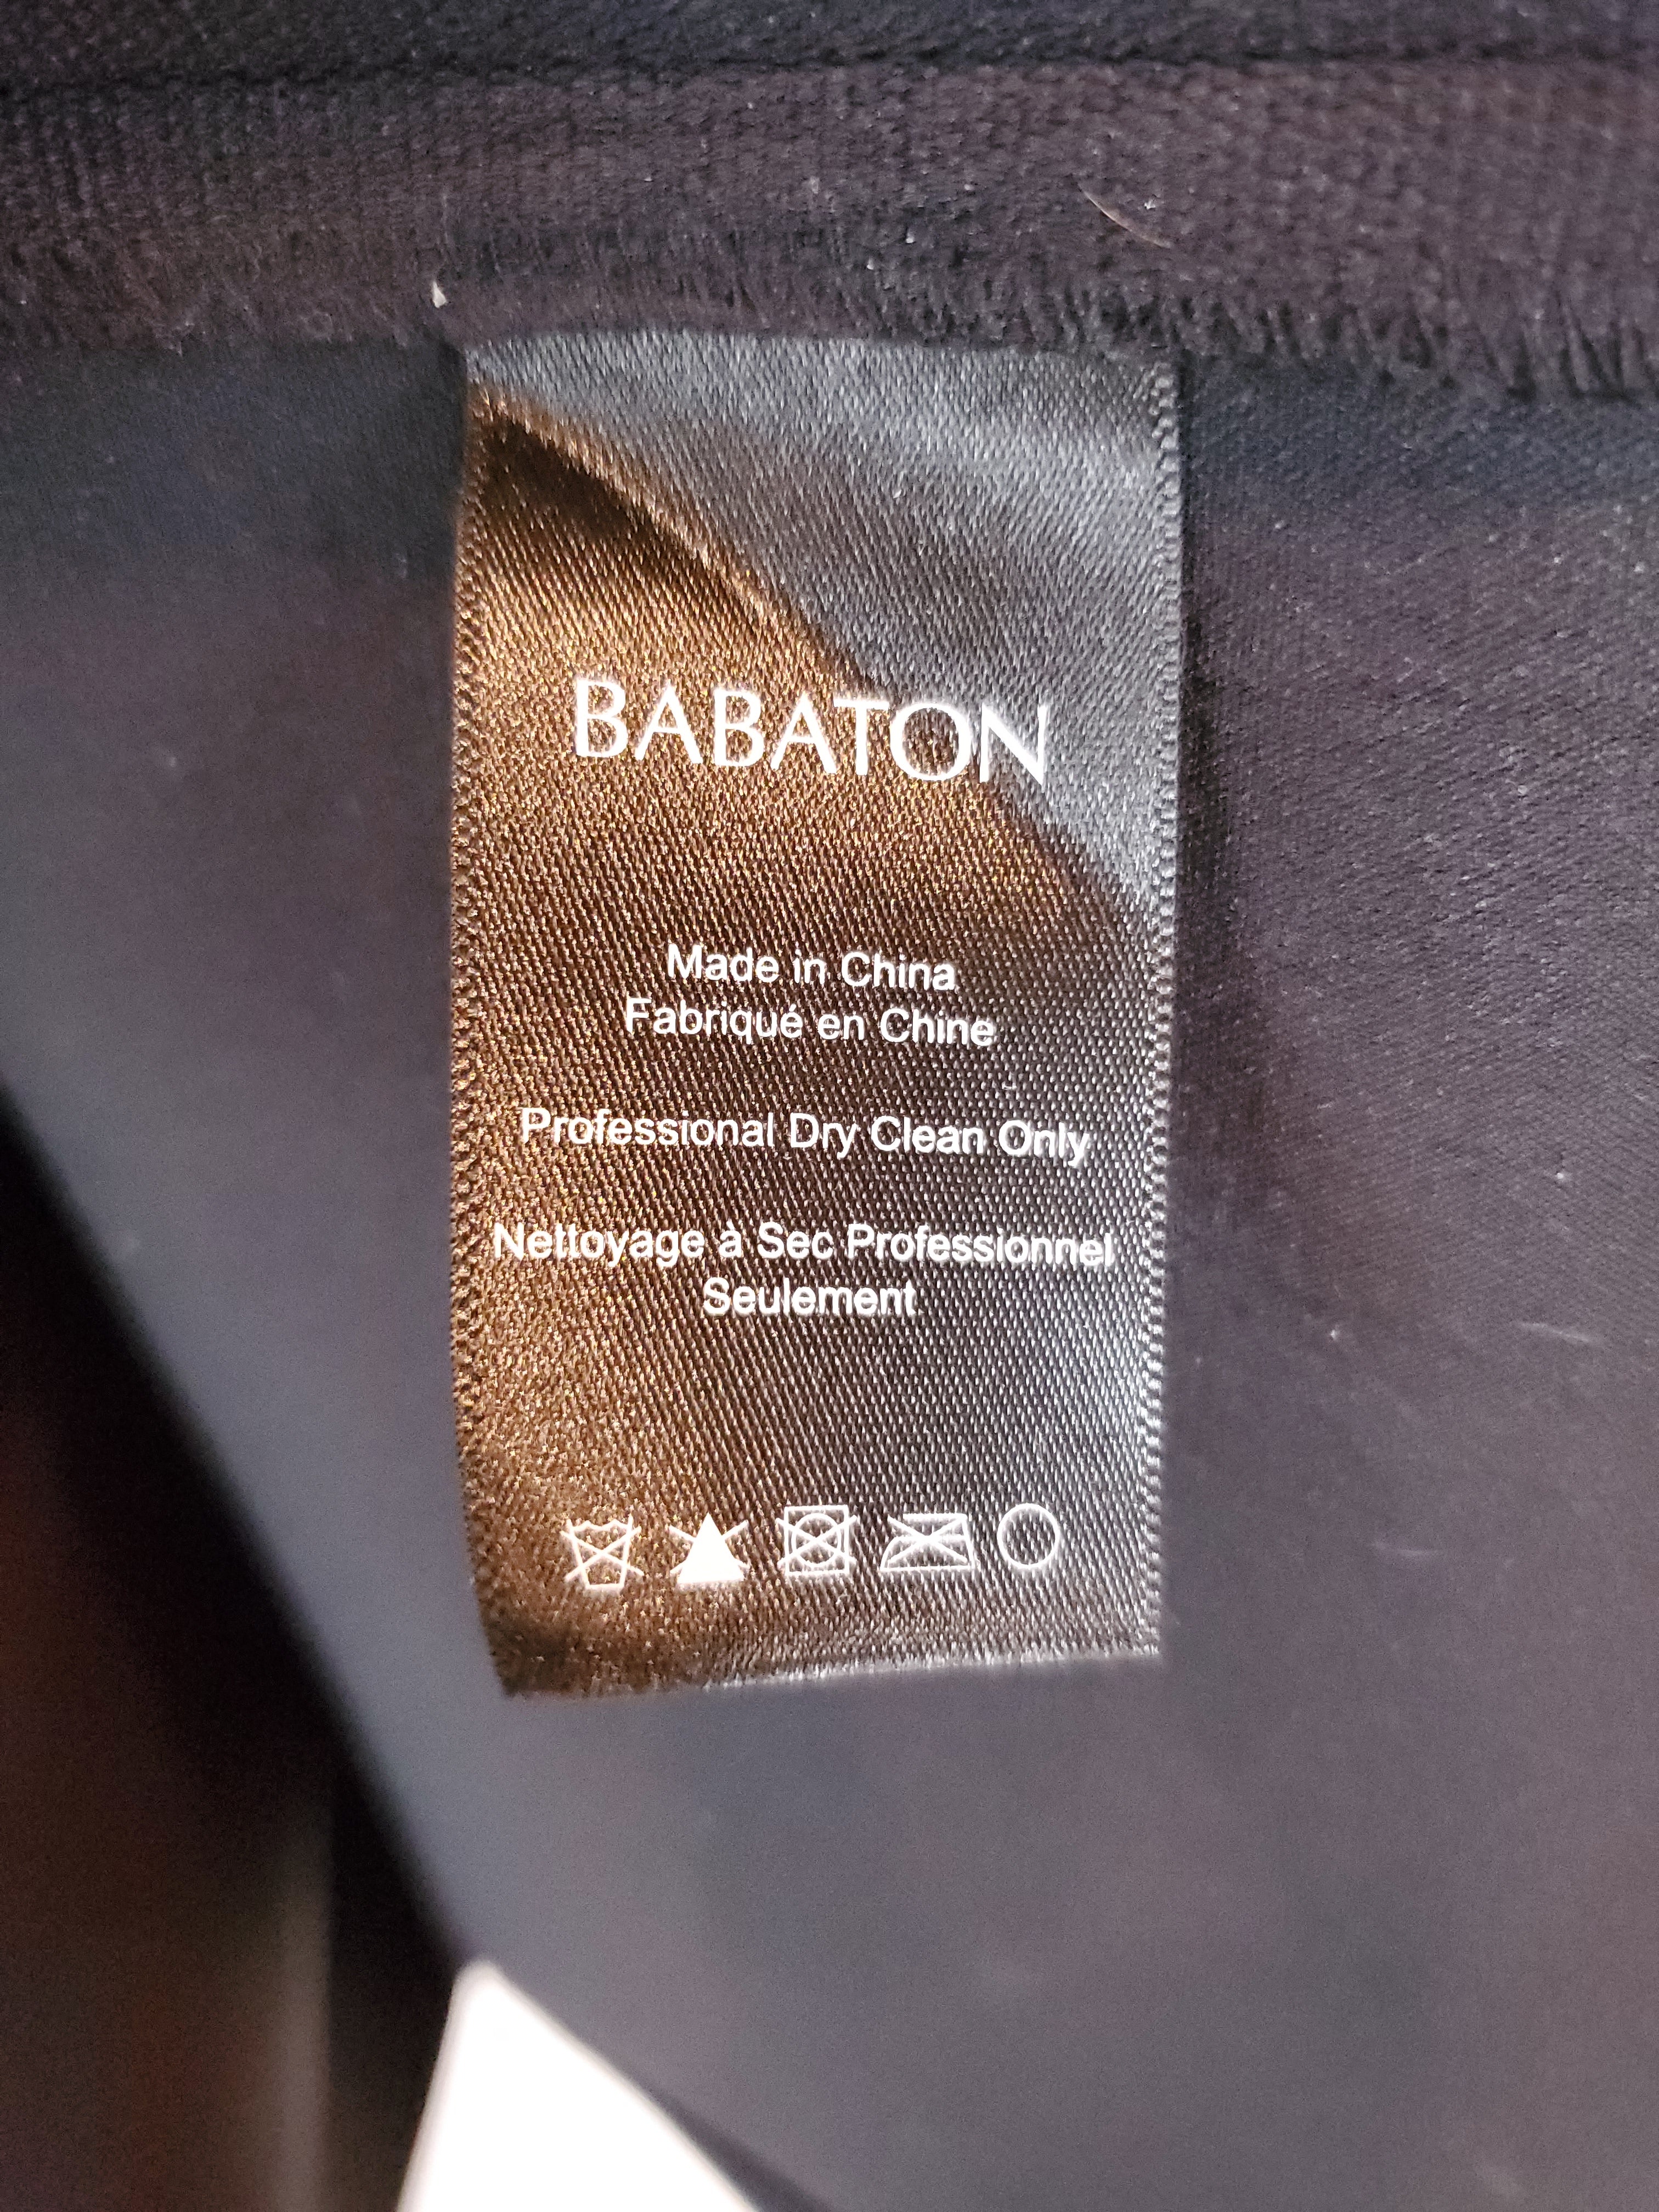 BABATON
Made in China
Fabriqué en Chine
Professional Dry Clean Only
Nettoyage à Sec Professionnel
Seulement